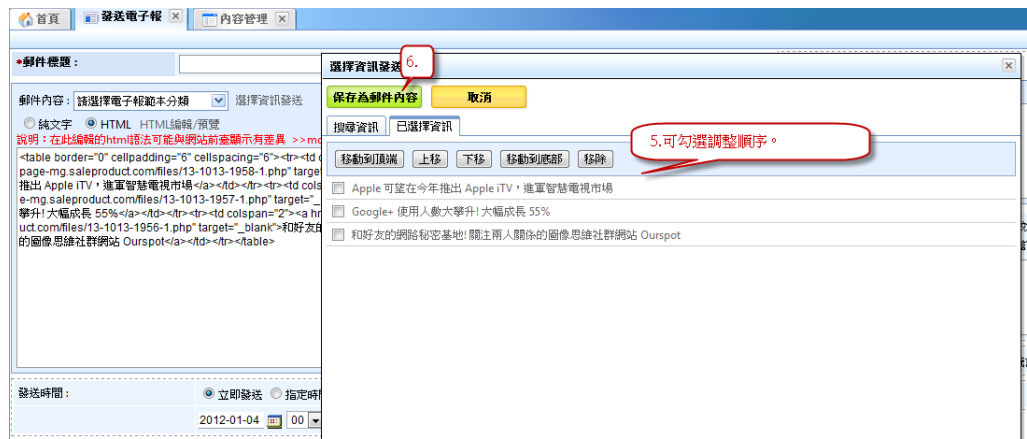 首頁 發送電子報 內容管理
*郵件標題：
郵件內容： 請選擇電子報範本分類 選擇資訊發送
純文字 HTML HTML編輯/預覽
說明：在此編輯的html語法可能與網站前臺顯示有差異 >>mo
<table border="0" cellpadding="6" cellspacing="6"><tr><td c
page-mg.saleproduct.com/files/13-1013-1958-1.php" target
推出 Apple iTV，進軍智慧電視市場</a></td></tr><tr><td cols
e-mg.saleproduct.com/files/13-1013-1957-1.php" target="_
攀升! 大幅成長 55%</a></td></tr><tr><td colspan="2"><a hr
uct.com/files/13-1013-1956-1.php" target="_blank">和好友的
的圖像思維社群網站 Ourspot</a></td></tr></table>
發送時間： 立即發送 指定時
2012-01-04 00
選擇資訊發送
6.
保存為郵件內容 取消
搜尋資訊 已選擇資訊
5.可勾選調整順序。
移動到頂端 上移 下移 移動到底部 移除
Apple 可望在今年推出 Apple iTV，進軍智慧電視市場
Google+ 使用人數大攀升! 大幅成長 55%
和好友的網路秘密基地! 關注兩人關係的圖像思維社群網站 Ourspot